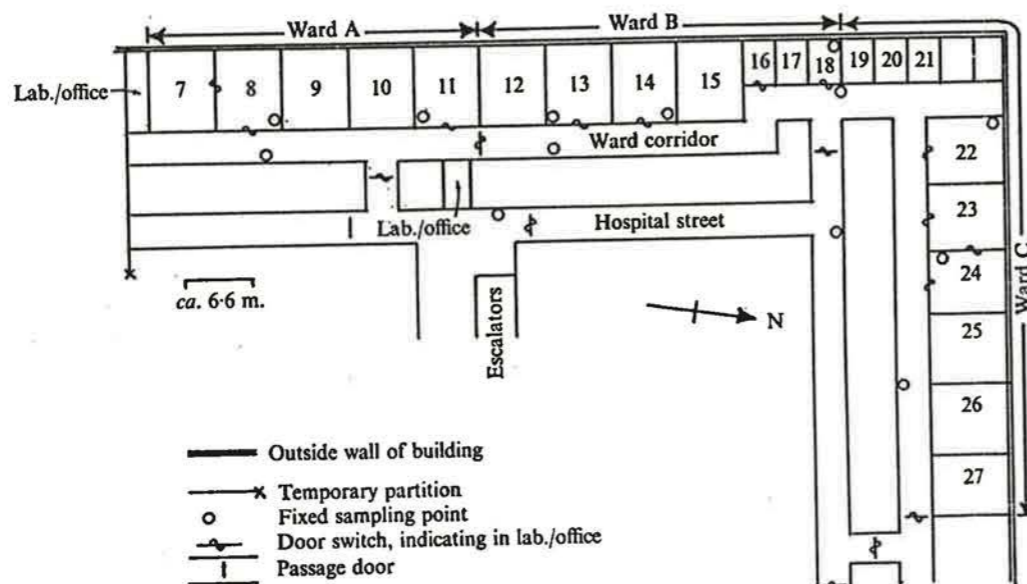 Ward A
Ward B
Lab./office
7
8
9
10
11
12
13
14
15
16
17
18
19
20
21
Ward corridor
22
Lab./office
Hospital street
23
ca. 6·6 m.
24
Ward C
N
Escalators
25
26
27
Outside wall of building
Temporary partition
Fixed sampling point
Door switch, indicating in lab./office
Passage door